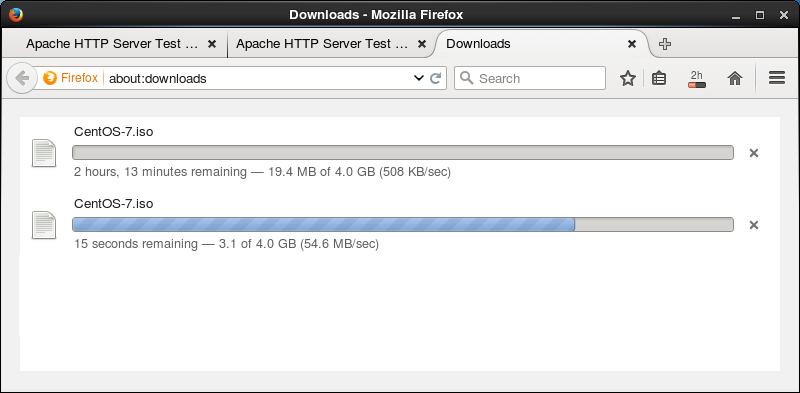 Downloads - Mozilla Firefox
Apache HTTP Server Test ...
Apache HTTP Server Test ...
Downloads
Firefox
about:downloads
Search
2h
CentOS-7.iso
2 hours, 13 minutes remaining — 19.4 MB of 4.0 GB (508 KB/sec)
CentOS-7.iso
15 seconds remaining — 3.1 of 4.0 GB (54.6 MB/sec)